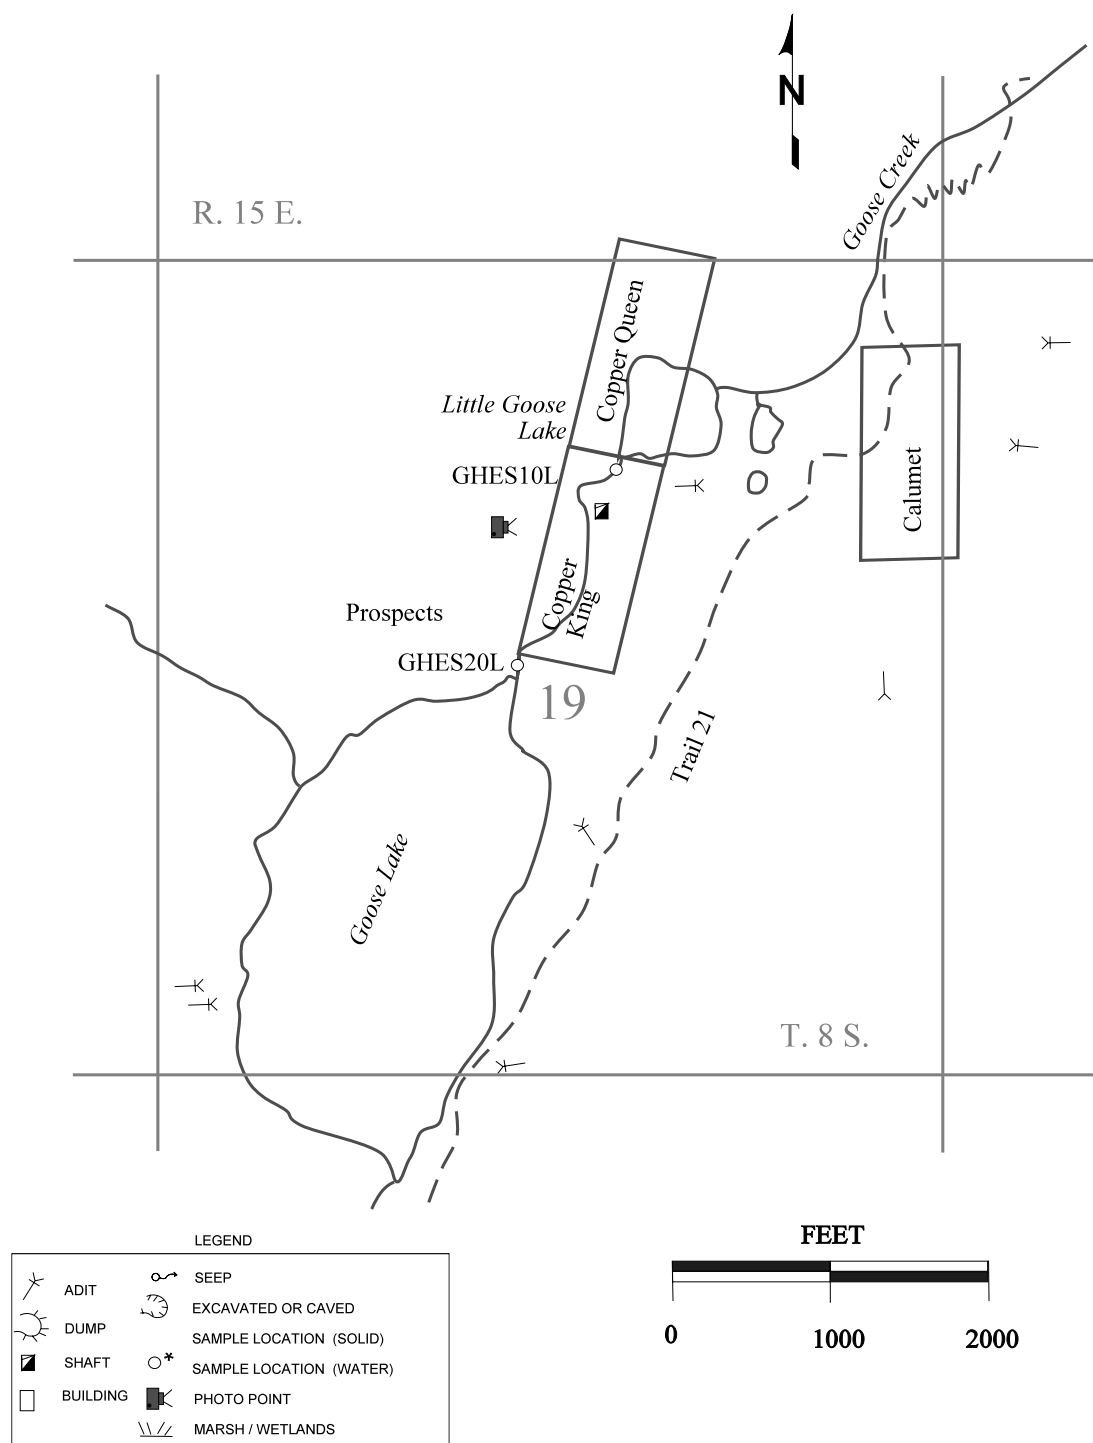 N
Goose Creek
R. 15 E.
Copper Queen
Little Goose
Lake
GHES10L
Calumet
Copper
King
Prospects
GHES20L
19
Trail 21
Goose Lake
T. 8 S.
FEET
0 1000 2000
LEGEND
ADIT
DUMP
SHAFT
BUILDING
SEEP
EXCAVATED OR CAVED
SAMPLE LOCATION (SOLID)
* SAMPLE LOCATION (WATER)
PHOTO POINT
MARSH / WETLANDS